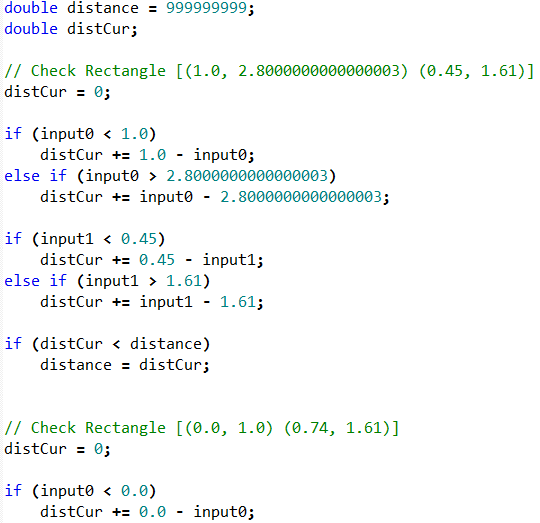 double distance = 999999999;
double distCur;
// Check Rectangle [(1.0, 2.8000000000000003) (0.45, 1.61)]
distCur = 0;
if (input0 < 1.0)
distCur += 1.0 - input0;
else if (input0 > 2.8000000000000003)
distCur += input0 - 2.8000000000000003;
if (input1 < 0.45)
distCur += 0.45 - input1;
else if (input1 > 1.61)
distCur += input1 - 1.61;
if (distCur < distance)
distance = distCur;
// Check Rectangle [(0.0, 1.0) (0.74, 1.61)]
distCur = 0;
if (input0 < 0.0)
distCur += 0.0 - input0;